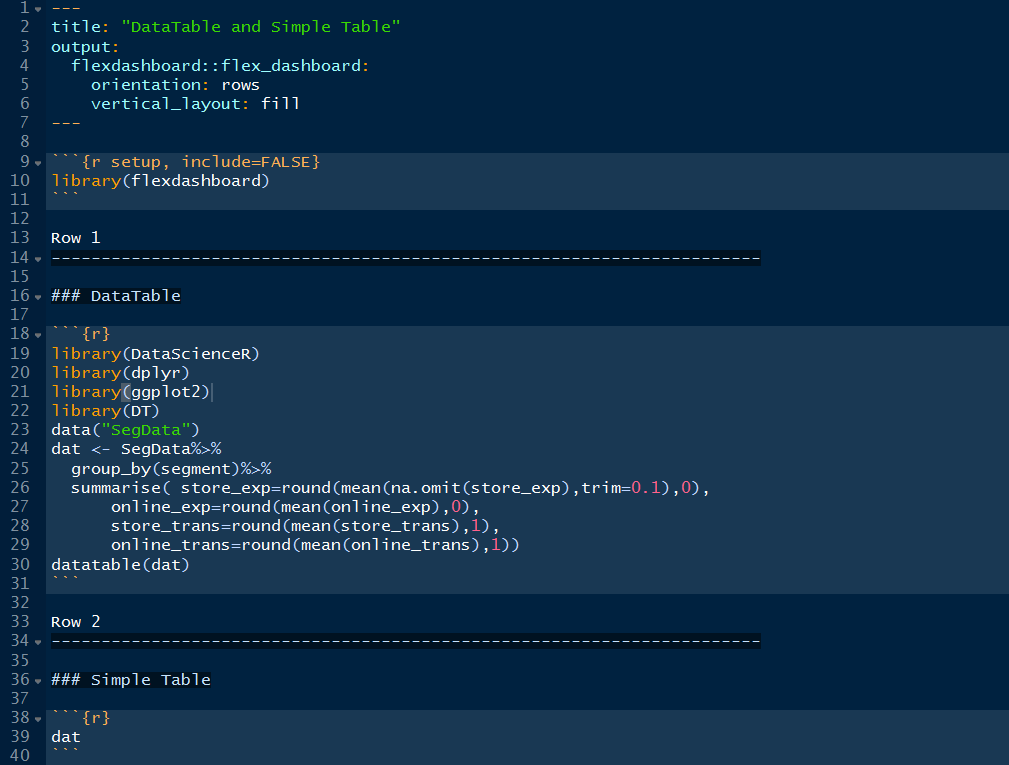 1 ---
2 title: "DataTable and Simple Table"
3 output:
4   flexdashboard::flex_dashboard:
5     orientation: rows
6     vertical_layout: fill
7 ---
8
9 ```{r setup, include=FALSE}
10 library(flexdashboard)
11 ```
12
13 Row 1
14 -----------------------------------------------------------------------
15
16 ### DataTable
17
18 ```{r}
19 library(DataScienceR)
20 library(dplyr)
21 library(ggplot2)
22 library(DT)
23 data("SegData")
24 dat <- SegData%>%
25   group_by(segment)%>%
26   summarise( store_exp=round(mean(na.omit(store_exp),trim=0.1),0),
27       online_exp=round(mean(online_exp),0),
28       store_trans=round(mean(store_trans),1),
29       online_trans=round(mean(online_trans),1))
30 datatable(dat)
31 ```
32
33 Row 2
34 -----------------------------------------------------------------------
35
36 ### Simple Table
37
38 ```{r}
39 dat
40 ```